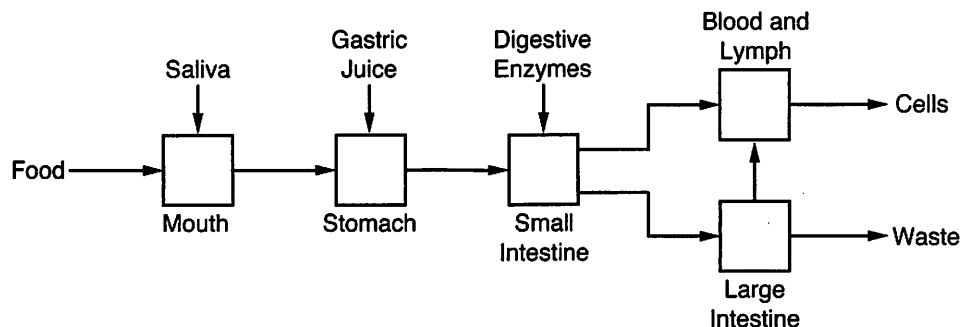 Saliva
Gastric
Juice
Digestive
Enzymes
Blood and
Lymph
Food
Cells
Mouth
Stomach
Small
Intestine
Waste
Large
Intestine